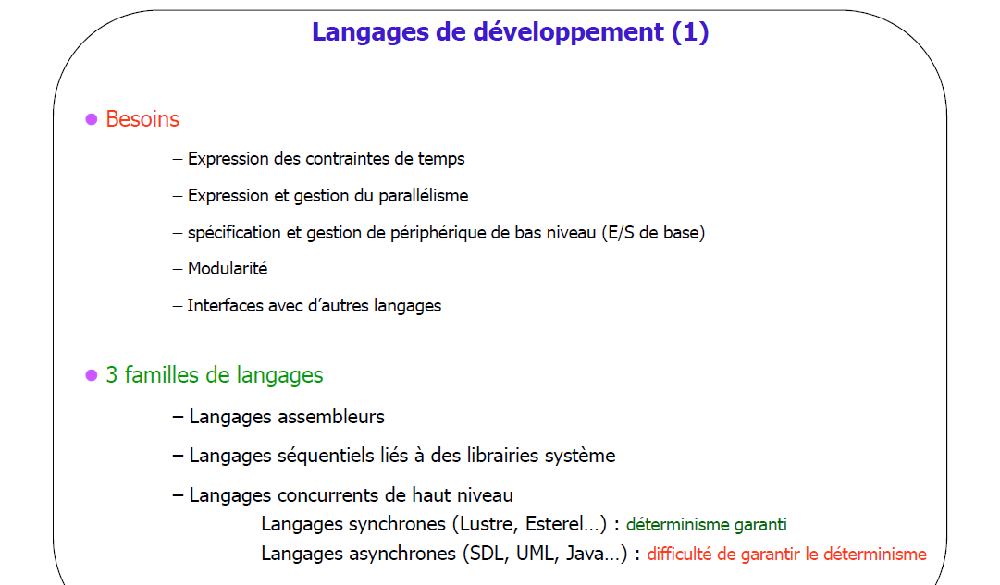 Langages de développement (1)
● Besoins
– Expression des contraintes de temps
– Expression et gestion du parallélisme
– spécification et gestion de périphérique de bas niveau (E/S de base)
– Modularité
– Interfaces avec d’autres langages
● 3 familles de langages
– Langages assembleurs
– Langages séquentiels liés à des librairies système
– Langages concurrents de haut niveau
Langages synchrones (Lustre, Esterel…) : déterminisme garanti
Langages asynchrones (SDL, UML, Java…) : difficulté de garantir le déterminisme